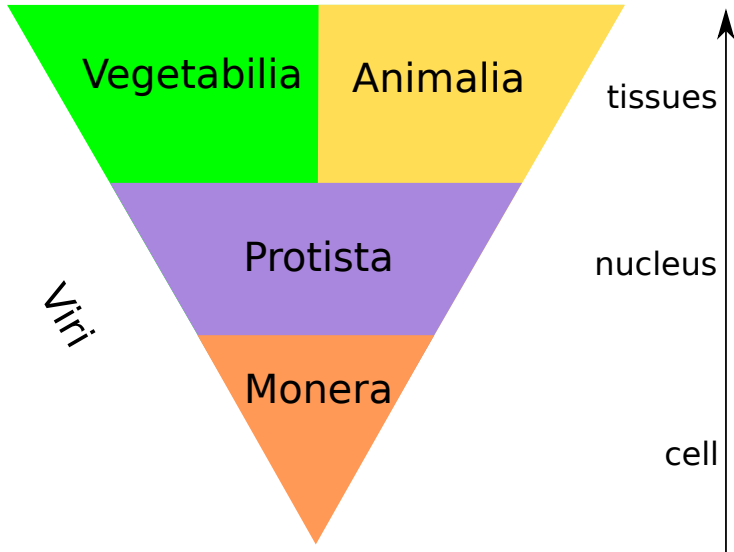 Vegetabilia
Animalia
tissues
Protista
nucleus
Viri
Monera
cell